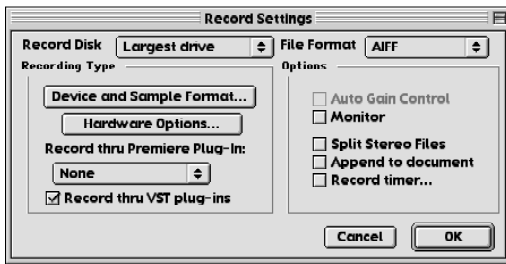 Record Settings
Record Disk Largest drive File Format AIFF
Recording Type
Device and Sample Format...
Hardware Options...
Record thru Premiere Plug-In:
None
Record thru VST plug-ins
Options
Auto Gain Control
Monitor
Split Stereo Files
Append to document
Record timer...
Cancel OK